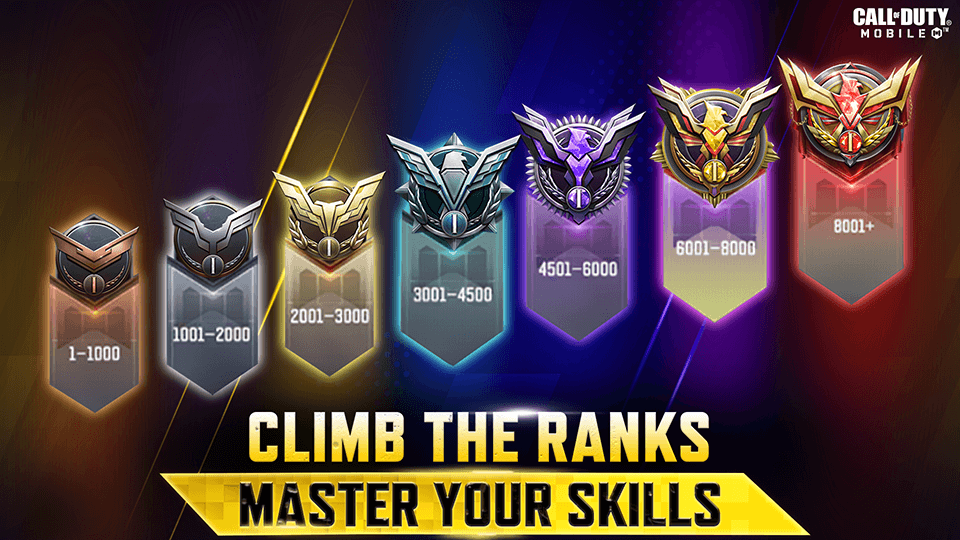 CALL OF DUTY®
MOBILE ™
8001+
6001–8000
4501–6000
3001–4500
2001–3000
1001–2000
1–1000
CLIMB THE RANKS
MASTER YOUR SKILLS